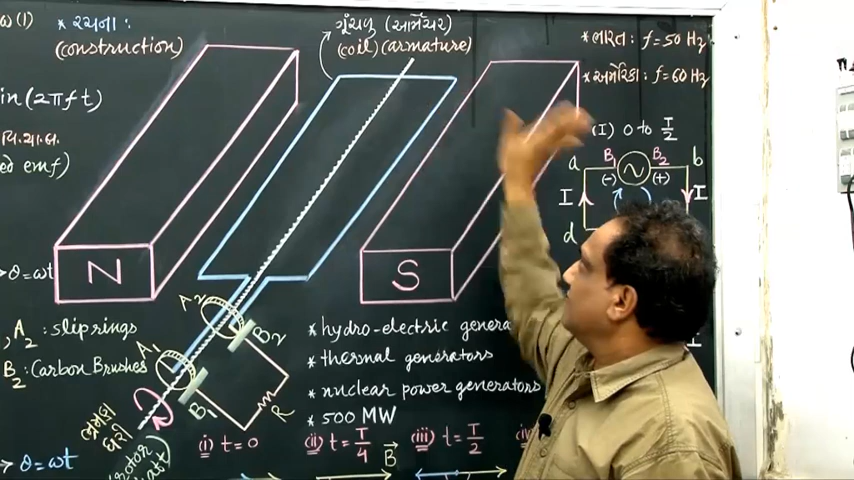 * રચના :
(construction)
in (2πft)
વિ.ચા.બ.
ed emf)
→ θ = ωt
, A₂ : sliprings
B₂ : Carbon Brushes
ગૂંચળું (આર્મેચર)
(coil) (armature)
N
S
A₂
B₂
A₁
B₁
R
* hydro-electric genera
* thermal generators
* nuclear power generators
* 500 MW
(i) t = 0
(ii) t = T/4
(iii) t = T/2
(iv)
B
→ θ = ωt
* ભારત : f = 50 Hz
* અમેરિકા : f = 60 Hz
(I) 0 to T/2
a B₁ B₂ b
(-) (+)
I I
d